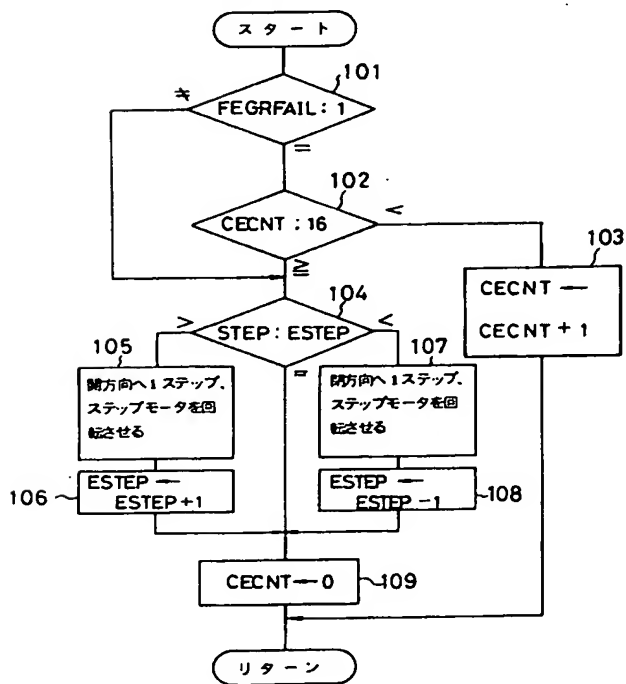 スタート
101
≠
FEGRFAIL : 1
=
102
CECNT : 16
<
≧
103
CECNT ←
CECNT + 1
104
>
STEP : ESTEP
<
=
105
開方向へ1ステップ、
ステップモータを回
転させる
107
閉方向へ1ステップ、
ステップモータを回
転させる
106
ESTEP ←
ESTEP+1
ESTEP ←
ESTEP-1
108
CECNT ← 0
109
リターン